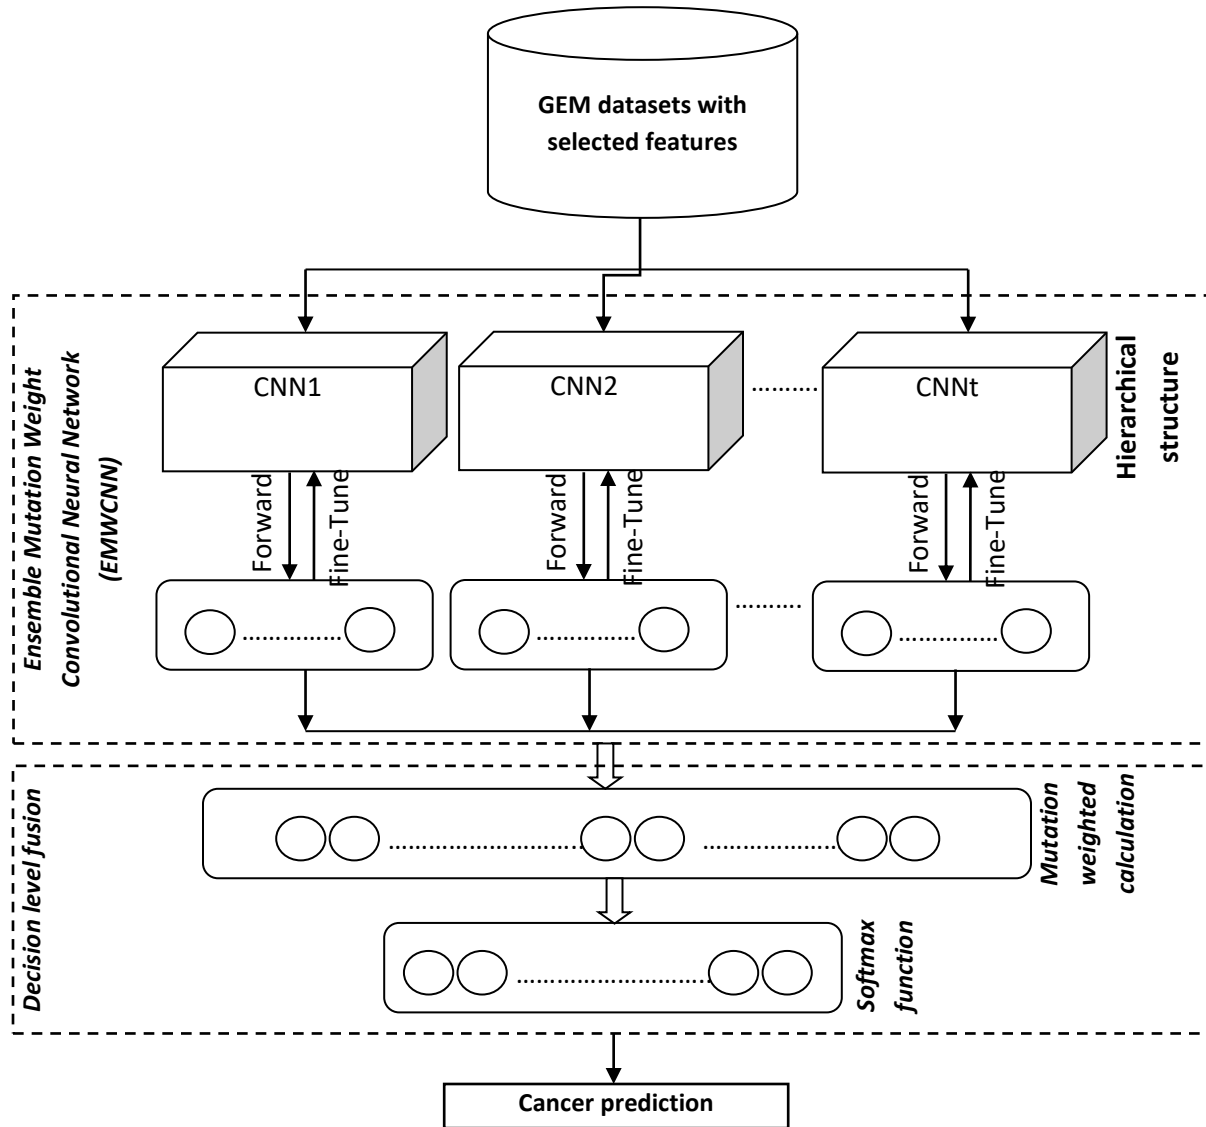 GEM datasets with
selected features
Ensemble Mutation Weight
Convolutional Neural Network
(EMWCNN)
CNN1
CNN2
..........
CNNt
Hierarchical
structure
Forward
Fine-Tune
Forward
Fine-Tune
Forward
Fine-Tune
..........
Decision level fusion
Mutation
weighted
calculation
Softmax
function
Cancer prediction